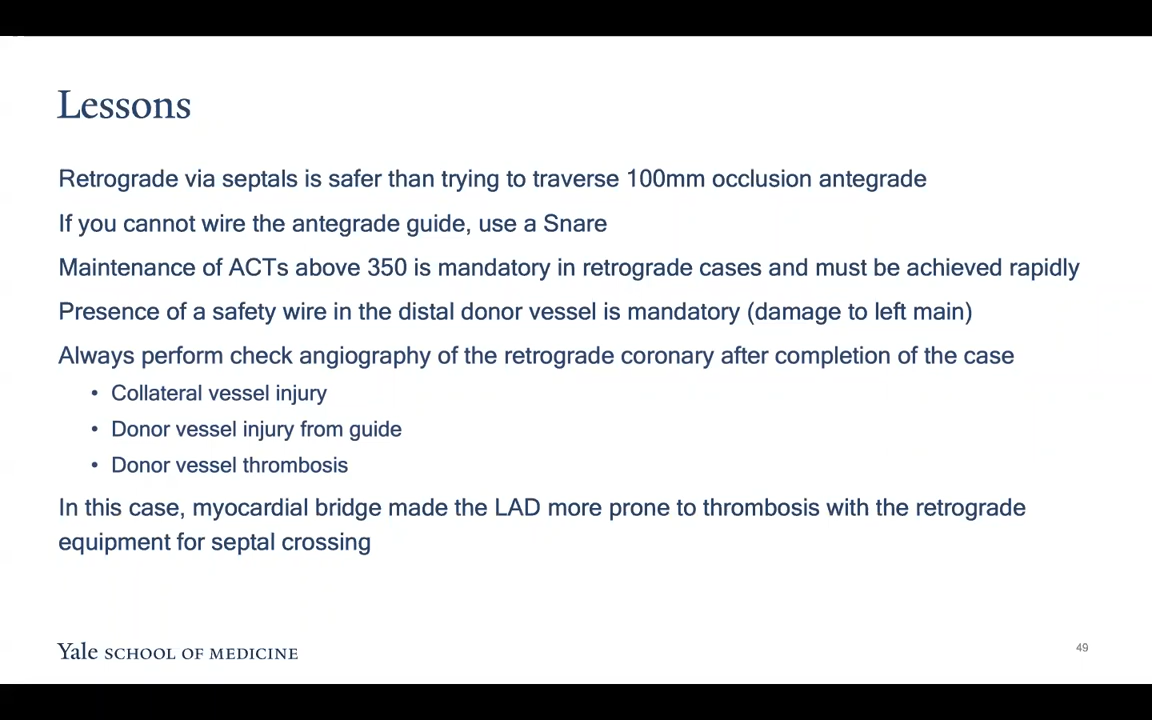 Lessons
Retrograde via septals is safer than trying to traverse 100mm occlusion antegrade
If you cannot wire the antegrade guide, use a Snare
Maintenance of ACTs above 350 is mandatory in retrograde cases and must be achieved rapidly
Presence of a safety wire in the distal donor vessel is mandatory (damage to left main)
Always perform check angiography of the retrograde coronary after completion of the case
• Collateral vessel injury
• Donor vessel injury from guide
• Donor vessel thrombosis
In this case, myocardial bridge made the LAD more prone to thrombosis with the retrograde
equipment for septal crossing
Yale SCHOOL OF MEDICINE
49